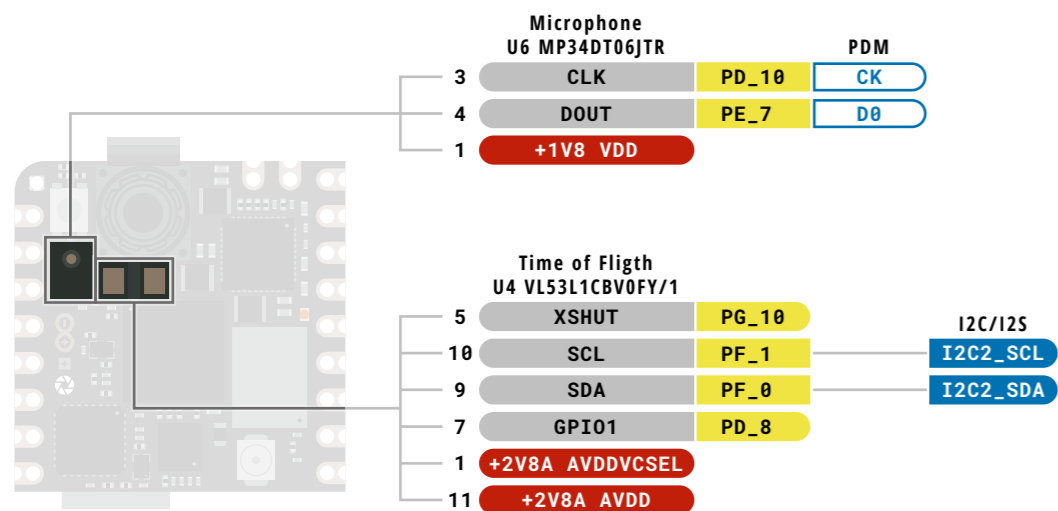 Microphone
U6 MP34DT06JTR PDM
3 CLK PD_10 CK
4 DOUT PE_7 D0
1 +1V8 VDD
Time of Fligth
U4 VL53L1CBV0FY/1
5 XSHUT PG_10 I2C/I2S
10 SCL PF_1 I2C2_SCL
9 SDA PF_0 I2C2_SDA
7 GPIO1 PD_8
1 +2V8A AVDDVCSEL
11 +2V8A AVDD